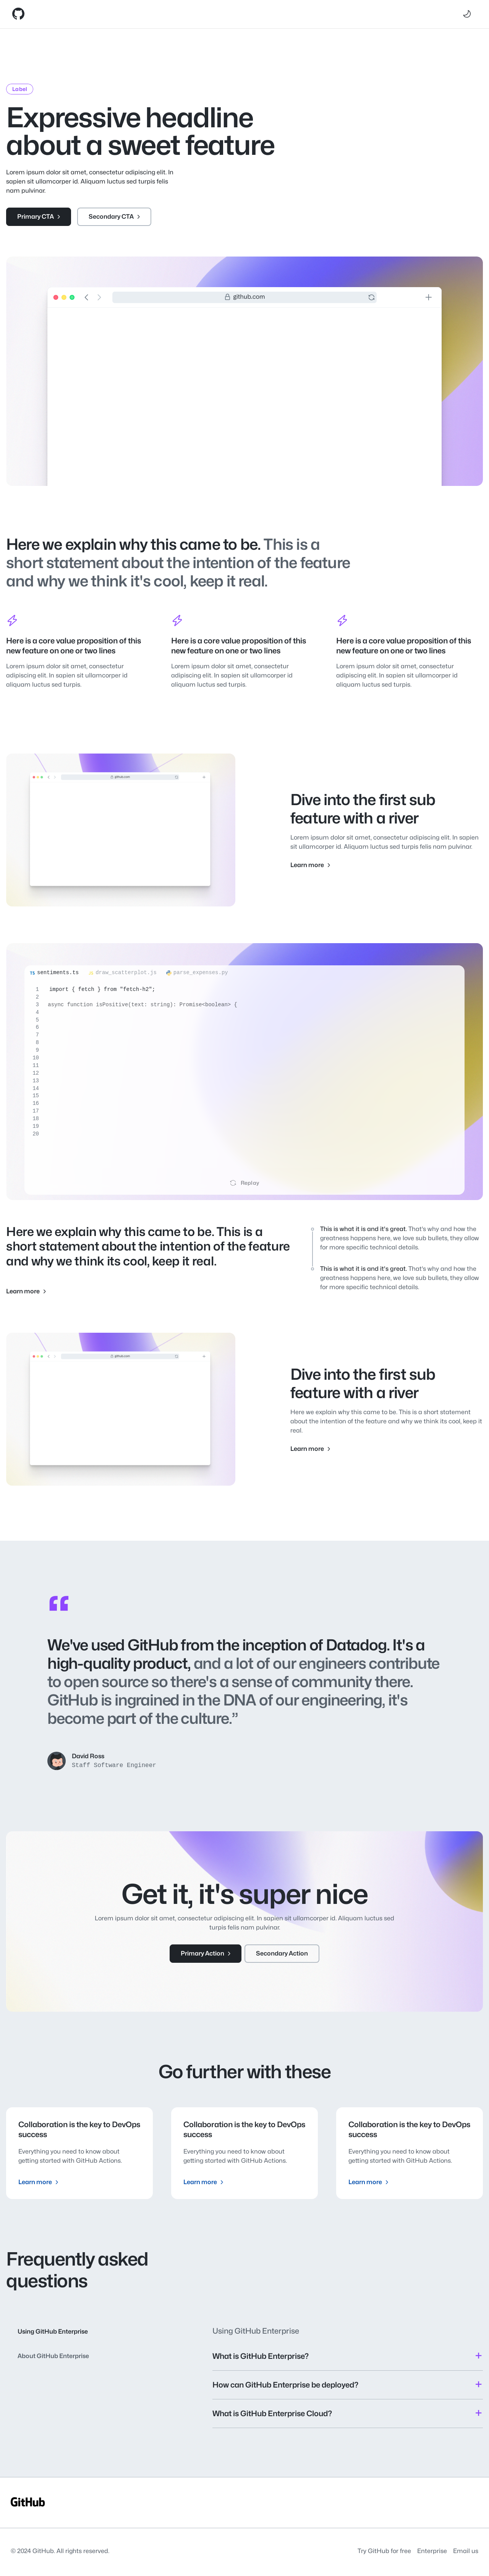 Label
Expressive headline
about a sweet feature
Lorem ipsum dolor sit amet, consectetur adipiscing elit. In
sapien sit ullamcorper id. Aliquam luctus sed turpis felis
nam pulvinar.
Primary CTA
Secondary CTA
github.com
Here we explain why this came to be. This is a
short statement about the intention of the feature
and why we think it's cool, keep it real.
Here is a core value proposition of this
new feature on one or two lines
Lorem ipsum dolor sit amet, consectetur
adipiscing elit. In sapien sit ullamcorper id
aliquam luctus sed turpis.
Here is a core value proposition of this
new feature on one or two lines
Lorem ipsum dolor sit amet, consectetur
adipiscing elit. In sapien sit ullamcorper id
aliquam luctus sed turpis.
Here is a core value proposition of this
new feature on one or two lines
Lorem ipsum dolor sit amet, consectetur
adipiscing elit. In sapien sit ullamcorper id
aliquam luctus sed turpis.
github.com
Dive into the first sub
feature with a river
Lorem ipsum dolor sit amet, consectetur adipiscing elit. In sapien
sit ullamcorper id. Aliquam luctus sed turpis felis nam pulvinar.
Learn more
TS sentiments.ts draw_scatterplot.js parse_expenses.py
1 import { fetch } from "fetch-h2";
2
3 async function isPositive(text: string): Promise<boolean> {
4
5
6
7
8
9
10
11
12
13
14
15
16
17
18
19
20
Replay
Here we explain why this came to be. This is a
short statement about the intention of the feature
and why we think its cool, keep it real.
Learn more
This is what it is and it's great. That's why and how the
greatness happens here, we love sub bullets, they allow
for more specific technical details.
This is what it is and it's great. That's why and how the
greatness happens here, we love sub bullets, they allow
for more specific technical details.
github.com
Dive into the first sub
feature with a river
Here we explain why this came to be. This is a short statement
about the intention of the feature and why we think its cool, keep it
real.
Learn more
“
We've used GitHub from the inception of Datadog. It's a
high-quality product, and a lot of our engineers contribute
to open source so there's a sense of community there.
GitHub is ingrained in the DNA of our engineering, it's
become part of the culture.”
David Ross
Staff Software Engineer
Get it, it's super nice
Lorem ipsum dolor sit amet, consectetur adipiscing elit. In sapien sit ullamcorper id. Aliquam luctus sed
turpis felis nam pulvinar.
Primary Action
Secondary Action
Go further with these
Collaboration is the key to DevOps
success
Everything you need to know about
getting started with GitHub Actions.
Learn more
Collaboration is the key to DevOps
success
Everything you need to know about
getting started with GitHub Actions.
Learn more
Collaboration is the key to DevOps
success
Everything you need to know about
getting started with GitHub Actions.
Learn more
Frequently asked
questions
Using GitHub Enterprise
About GitHub Enterprise
Using GitHub Enterprise
What is GitHub Enterprise?
How can GitHub Enterprise be deployed?
What is GitHub Enterprise Cloud?
GitHub
© 2024 GitHub. All rights reserved.
Try GitHub for free Enterprise Email us